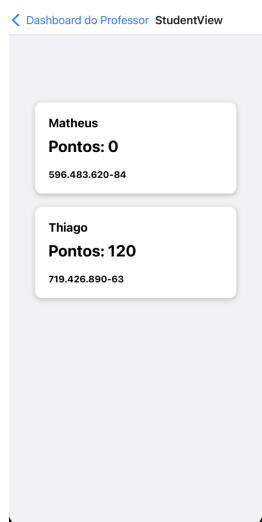 Dashboard do Professor StudentView
Matheus
Pontos: 0
596.483.620-84
Thiago
Pontos: 120
719.426.890-63